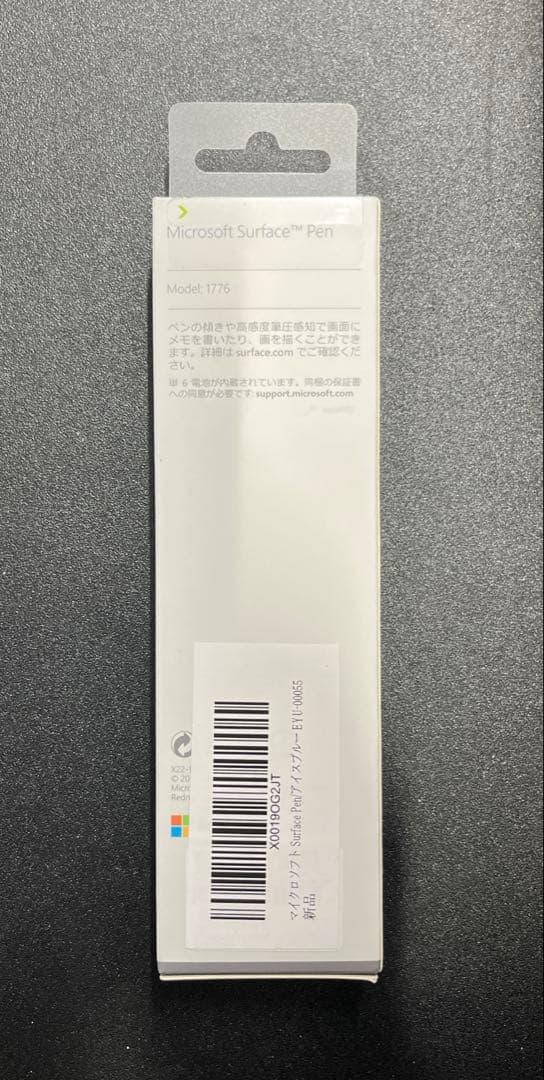 Microsoft Surface™ Pen
Model: 1776
ペンの傾きや高感度筆圧感知で画面に
メモを書いたり、画を描くことができ
ます。詳細は surface.com でご確認くだ
さい。
単 6 電池が内蔵されています。同梱の保証書
への同意が必要です: support.microsoft.com
X22-
© 20
Micr
Redm
X0019OG2JT
マイクロソフト Surface Pen/アイスブルー EYU-00055
新品